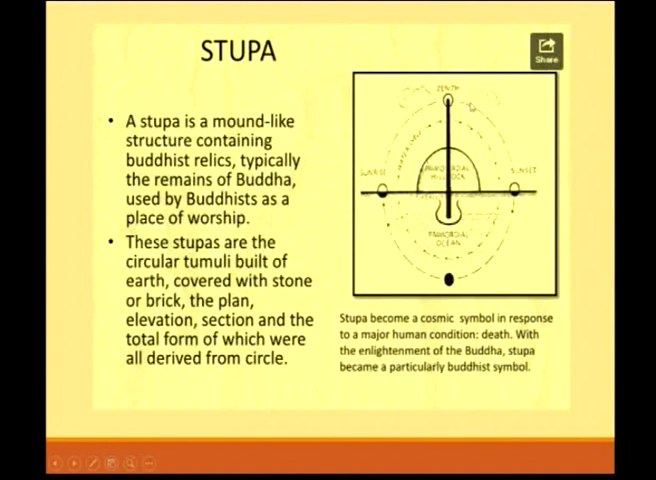 STUPA
Share
• A stupa is a mound-like
structure containing
buddhist relics, typically
the remains of Buddha,
used by Buddhists as a
place of worship.
• These stupas are the
circular tumuli built of
earth, covered with stone
or brick, the plan,
elevation, section and the
total form of which were
all derived from circle.
ZENITH
SUNRISE
PRIMORDIAL
HILLOCK
SUNSET
PRIMORDIAL
OCEAN
Stupa become a cosmic symbol in response
to a major human condition: death. With
the enlightenment of the Buddha, stupa
became a particularly buddhist symbol.